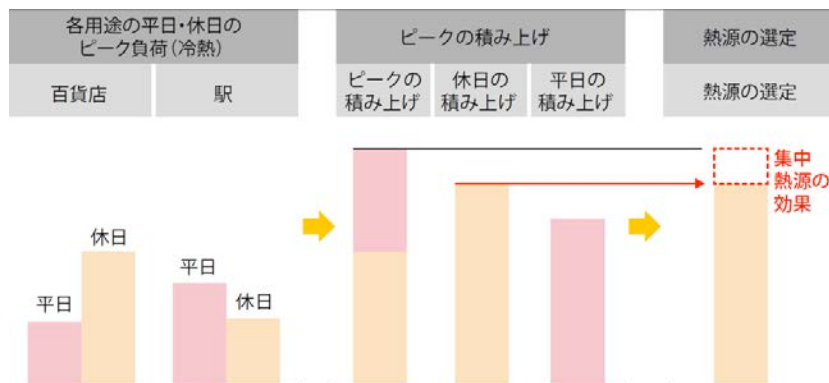 各用途の平日・休日の
ピーク負荷(冷熱)
ピークの積み上げ
熱源の選定
百貨店
駅
ピークの
積み上げ
休日の
積み上げ
平日の
積み上げ
熱源の選定
集中
熱源の
効果
休日
平日
平日
休日